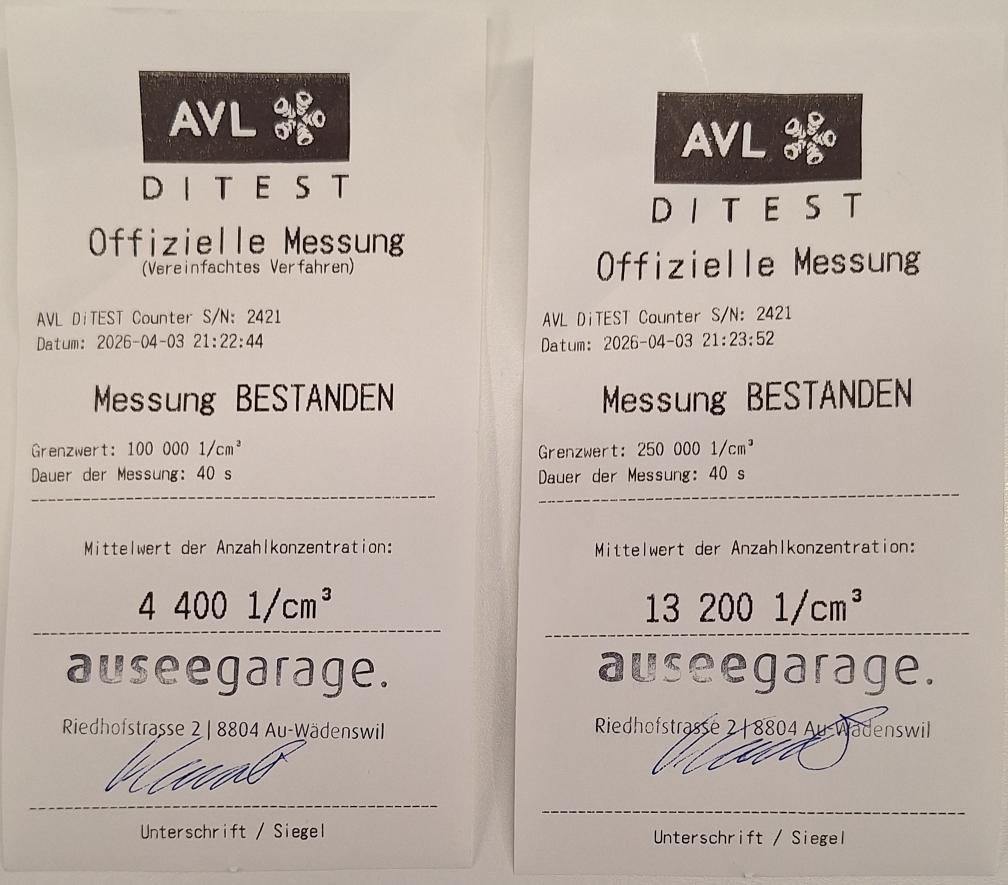 AVL
DITEST
Offizielle Messung
(Vereinfachtes Verfahren)
AVL DiTEST Counter S/N: 2421
Datum: 2026-04-03 21:22:44
Messung BESTANDEN
Grenzwert: 100 000 1/cm³
Dauer der Messung: 40 s
Mittelwert der Anzahlkonzentration:
4 400 1/cm³
auseegarage.
Riedhofstrasse 2 | 8804 Au-Wädenswil
Unterschrift / Siegel
AVL
DITEST
Offizielle Messung
AVL DiTEST Counter S/N: 2421
Datum: 2026-04-03 21:23:52
Messung BESTANDEN
Grenzwert: 250 000 1/cm³
Dauer der Messung: 40 s
Mittelwert der Anzahlkonzentration:
13 200 1/cm³
auseegarage.
Riedhofstrasse 2 | 8804 Au-Wädenswil
Unterschrift / Siegel